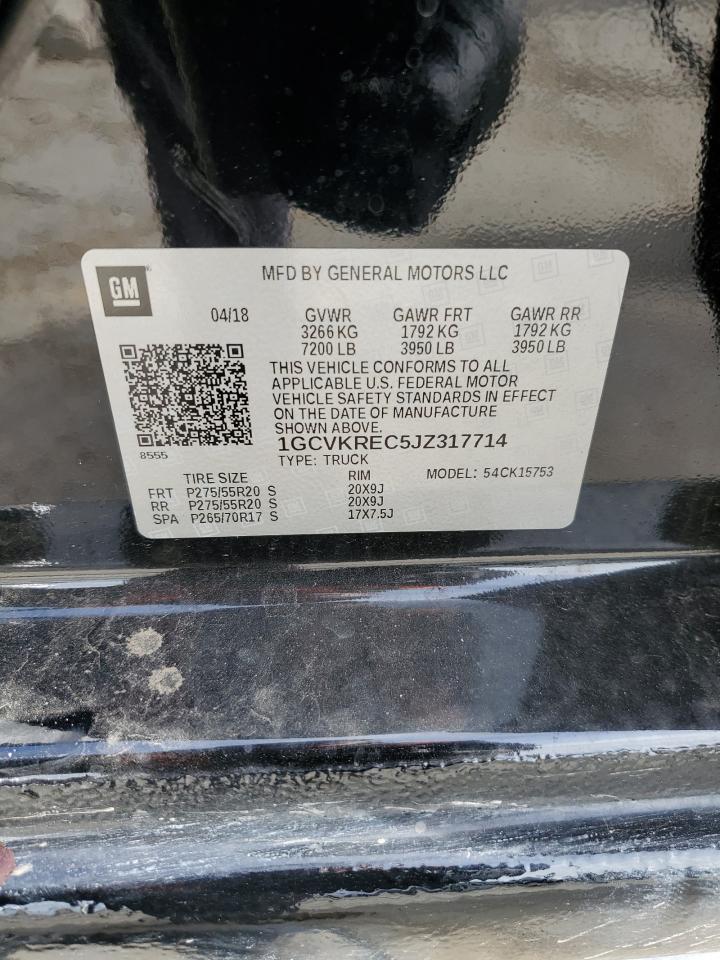 GM
MFD BY GENERAL MOTORS LLC
04/18 GVWR GAWR FRT GAWR RR
3266 KG 1792 KG 1792 KG
7200 LB 3950 LB 3950 LB
THIS VEHICLE CONFORMS TO ALL
APPLICABLE U.S. FEDERAL MOTOR
VEHICLE SAFETY STANDARDS IN EFFECT
ON THE DATE OF MANUFACTURE
SHOWN ABOVE.
1GCVKREC5JZ317714
8555
TYPE: TRUCK MODEL: 54CK15753
TIRE SIZE RIM
FRT P275/55R20 S 20X9J
RR P275/55R20 S 20X9J
SPA P265/70R17 S 17X7.5J